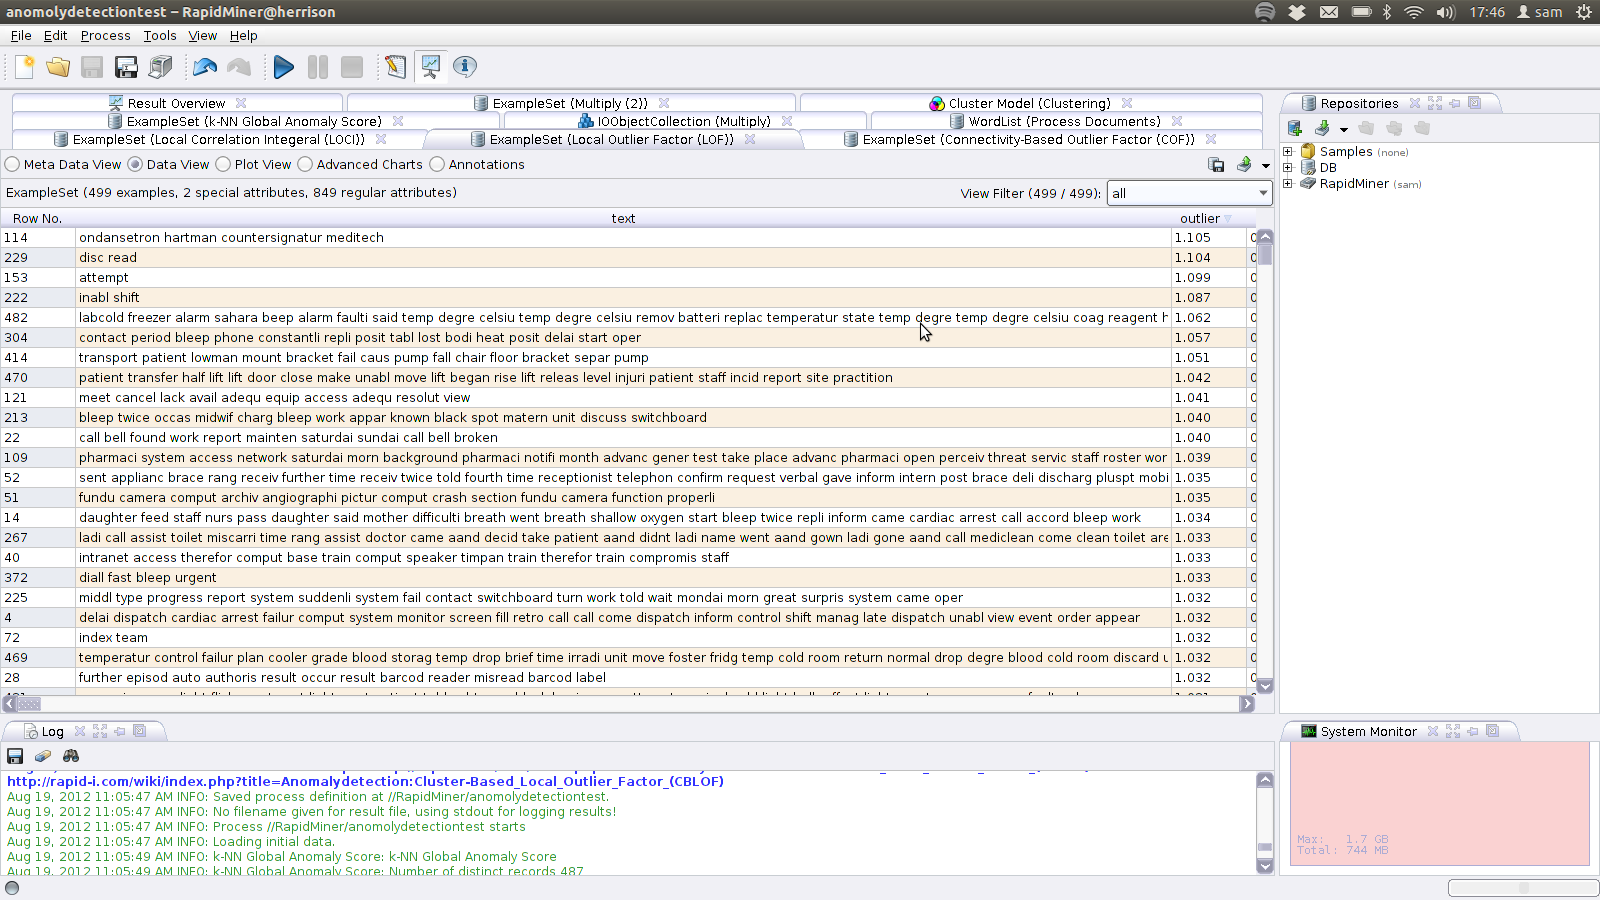 anomolydetectiontest – RapidMiner@herrison
17:46
sam
File Edit Process Tools View Help
Result Overview
ExampleSet (Multiply (2))
Cluster Model (Clustering)
ExampleSet (k-NN Global Anomaly Score)
IOObjectCollection (Multiply)
WordList (Process Documents)
ExampleSet (Local Correlation Integeral (LOCI))
ExampleSet (Local Outlier Factor (LOF))
ExampleSet (Connectivity-Based Outlier Factor (COF))
Meta Data View Data View Plot View Advanced Charts Annotations
ExampleSet (499 examples, 2 special attributes, 849 regular attributes)
View Filter (499 / 499): all
Row No. text outlier
114 ondansetron hartman countersignatur meditech 1.105 0
229 disc read 1.104 0
153 attempt 1.099 0
222 inabl shift 1.087 0
482 labcold freezer alarm sahara beep alarm faulti said temp degre celsiu temp degre celsiu remov batteri replac temperatur state temp degre temp degre celsiu coag reagent h 1.062 0
304 contact period bleep phone constantli repli posit tabl lost bodi heat posit delai start oper 1.057 0
414 transport patient lowman mount bracket fail caus pump fall chair floor bracket separ pump 1.051 0
470 patient transfer half lift lift door close make unabl move lift began rise lift releas level injuri patient staff incid report site practition 1.042 0
121 meet cancel lack avail adequ equip access adequ resolut view 1.041 0
213 bleep twice occas midwif charg bleep work appar known black spot matern unit discuss switchboard 1.040 0
22 call bell found work report mainten saturdai sundai call bell broken 1.040 0
109 pharmaci system access network saturdai morn background pharmaci notifi month advanc gener test take place advanc pharmaci open perceiv threat servic staff roster wor 1.039 0
52 sent applianc brace rang receiv further time receiv twice told fourth time receptionist telephon confirm request verbal gave inform intern post brace deli discharg pluspt mobi 1.035 0
51 fundu camera comput archiv angiographi pictur comput crash section fundu camera function properli 1.035 0
14 daughter feed staff nurs pass daughter said mother difficulti breath went breath shallow oxygen start bleep twice repli inform came cardiac arrest call accord bleep work 1.034 0
267 ladi call assist toilet miscarri time rang assist doctor came aand decid take patient aand didnt ladi name went aand gown ladi gone aand call mediclean come clean toilet are 1.033 0
40 intranet access therefor comput base train comput speaker timpan train therefor train compromis staff 1.033 0
372 diall fast bleep urgent 1.033 0
225 middl type progress report system suddenli system fail contact switchboard turn work told wait mondai morn great surpris system came oper 1.032 0
4 delai dispatch cardiac arrest failur comput system monitor screen fill retro call call come dispatch inform control shift manag late dispatch unabl view event order appear 1.032 0
72 index team 1.032 0
469 temperatur control failur plan cooler grade blood storag temp drop brief time irradi unit move foster fridg temp cold room return normal drop degre blood cold room discard u 1.032 0
28 further episod auto authoris result occur result barcod reader misread barcod label 1.032 0
Repositories
Samples (none)
DB
RapidMiner (sam)
Log
http://rapid-i.com/wiki/index.php?title=Anomalydetection:Cluster-Based_Local_Outlier_Factor_(CBLOF)
Aug 19, 2012 11:05:47 AM INFO: Saved process definition at //RapidMiner/anomolydetectiontest.
Aug 19, 2012 11:05:47 AM INFO: No filename given for result file, using stdout for logging results!
Aug 19, 2012 11:05:47 AM INFO: Process //RapidMiner/anomolydetectiontest starts
Aug 19, 2012 11:05:47 AM INFO: Loading initial data.
Aug 19, 2012 11:05:49 AM INFO: k-NN Global Anomaly Score: k-NN Global Anomaly Score
Aug 19, 2012 11:05:49 AM INFO: k-NN Global Anomaly Score: Number of distinct records 487
System Monitor
Max: 1.7 GB
Total: 744 MB